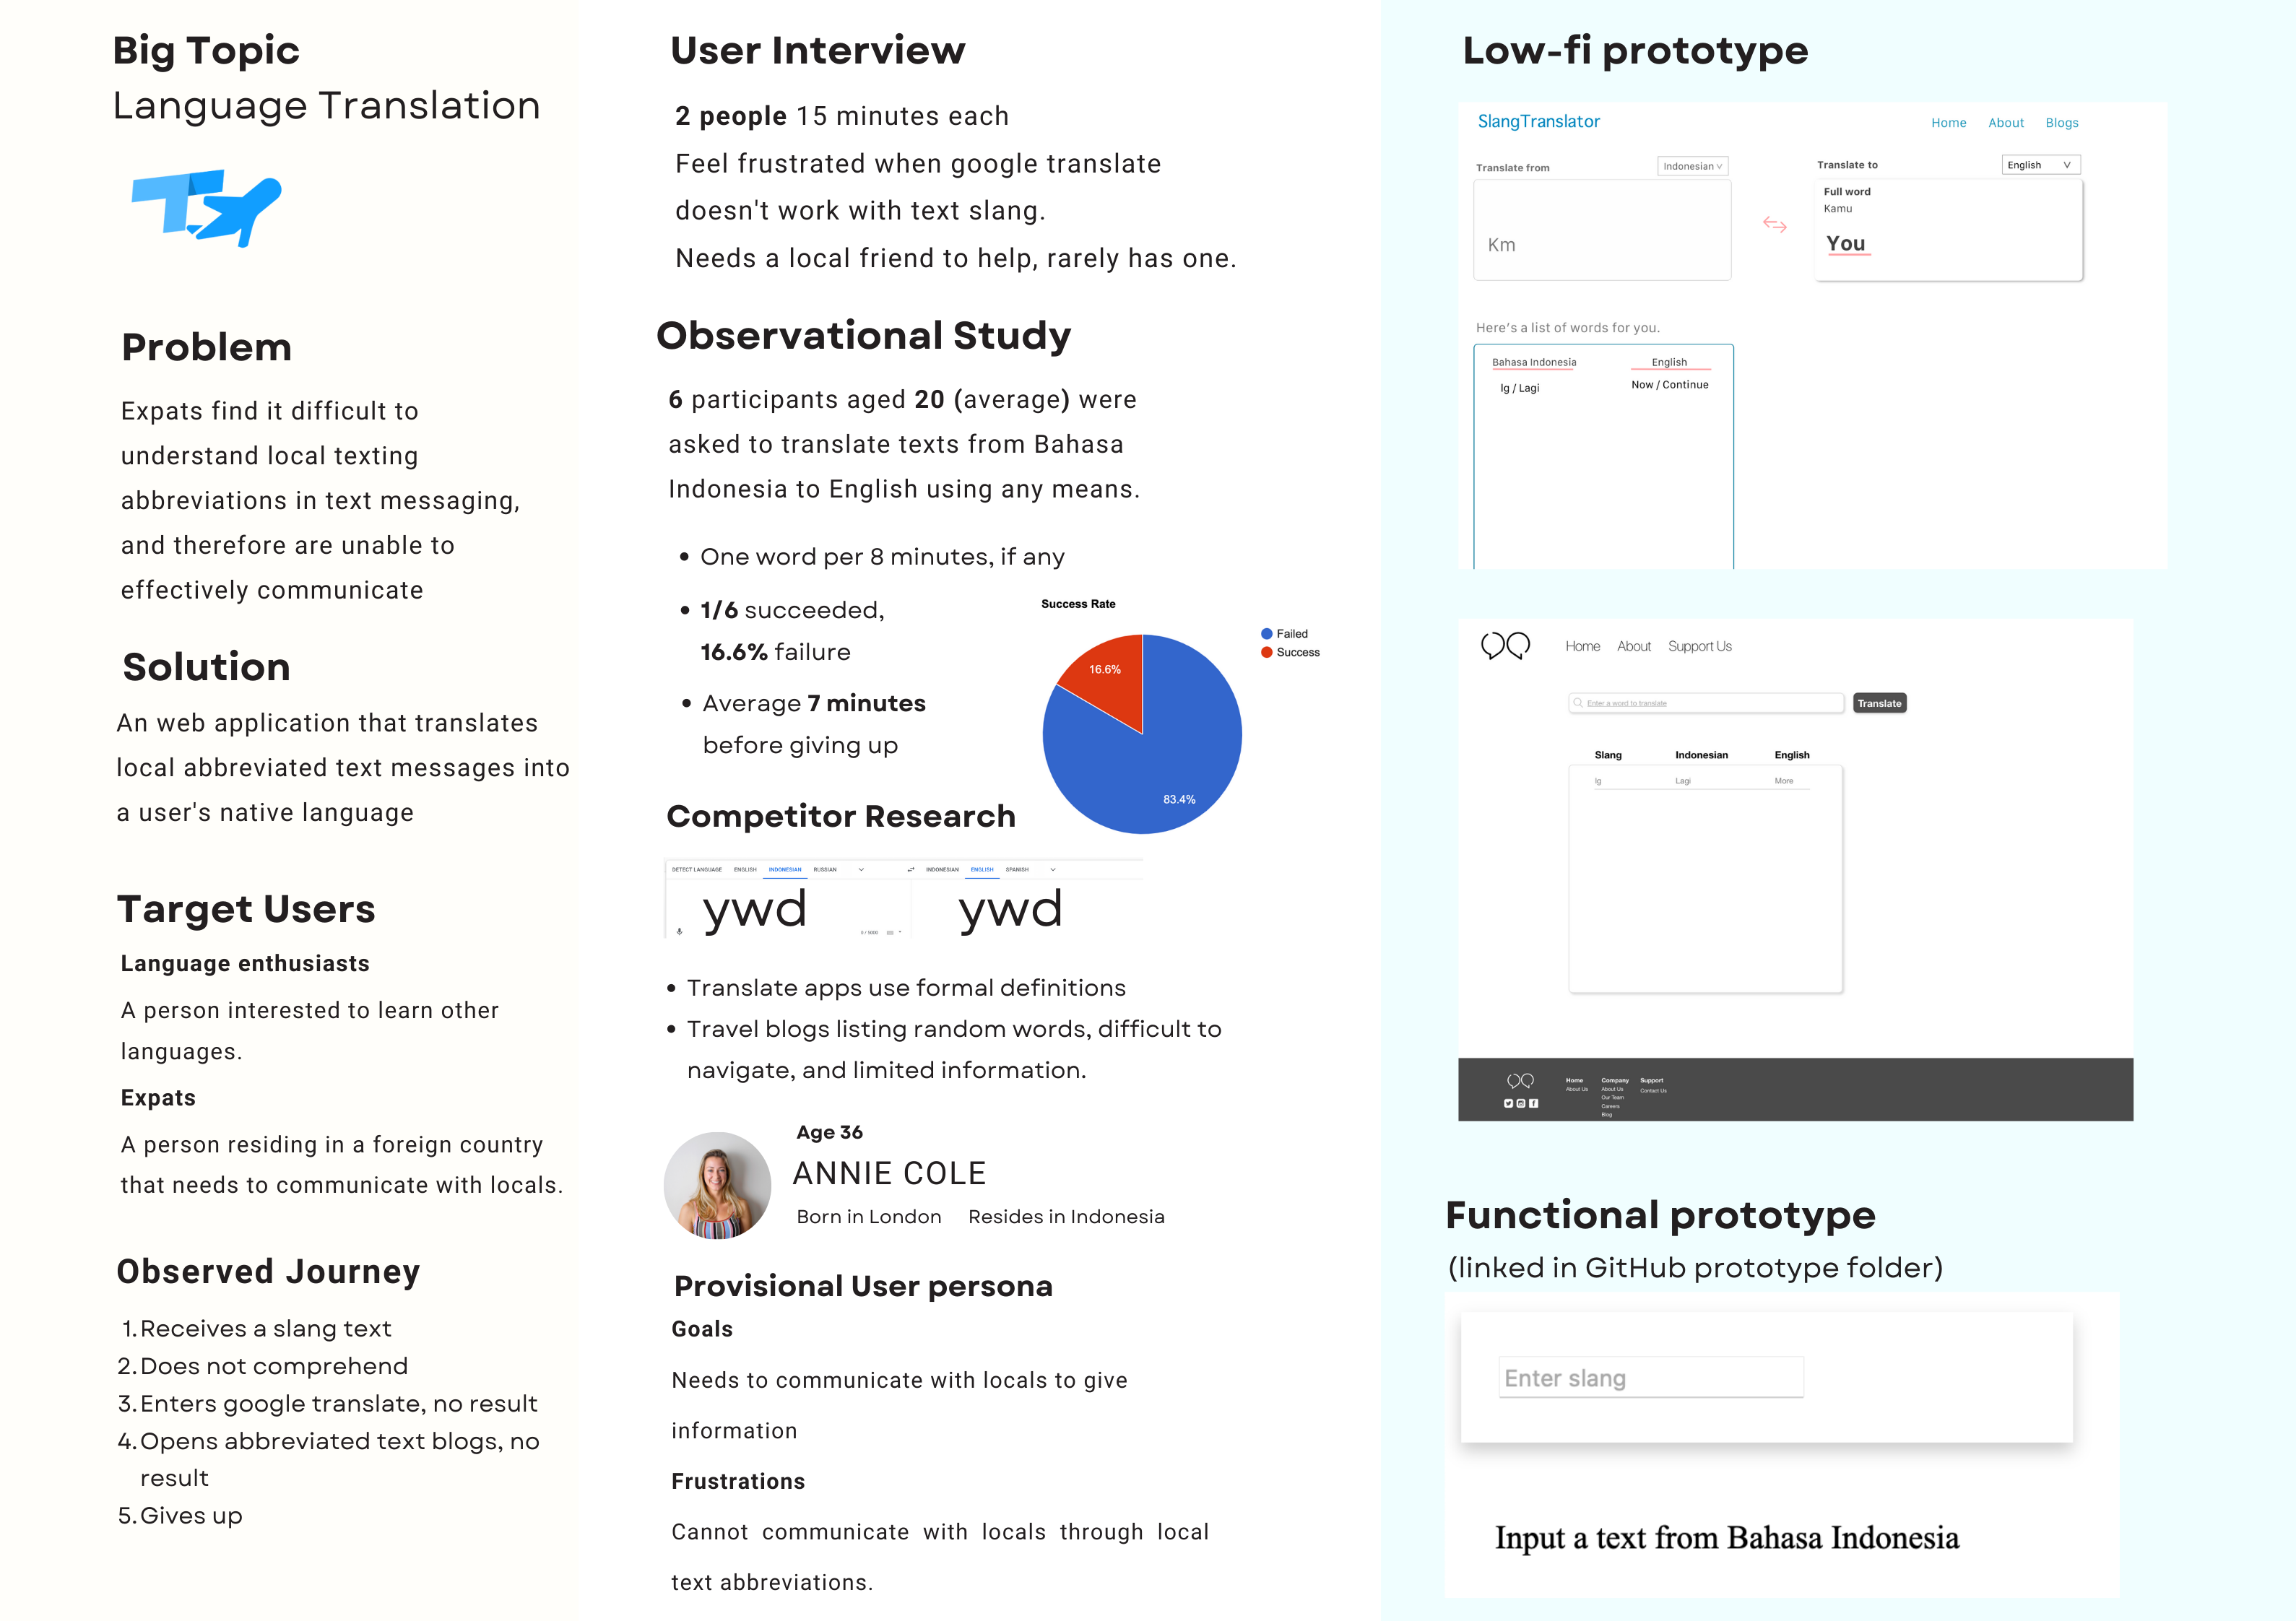 Big Topic
Language Translation
Problem
Expats find it difficult to
understand local texting
abbreviations in text messaging,
and therefore are unable to
effectively communicate
Solution
An web application that translates
local abbreviated text messages into
a user's native language
Target Users
Language enthusiasts
A person interested to learn other
languages.
Expats
A person residing in a foreign country
that needs to communicate with locals.
Observed Journey
1. Receives a slang text
2. Does not comprehend
3. Enters google translate, no result
4. Opens abbreviated text blogs, no
result
5. Gives up
User Interview
2 people 15 minutes each
Feel frustrated when google translate
doesn't work with text slang.
Needs a local friend to help, rarely has one.
Observational Study
6 participants aged 20 (average) were
asked to translate texts from Bahasa
Indonesia to English using any means.
• One word per 8 minutes, if any
• 1/6 succeeded,
16.6% failure
• Average 7 minutes
before giving up
Success Rate
Failed
Success
16.6%
83.4%
Competitor Research
DETECT LANGUAGE ENGLISH INDONESIAN RUSSIAN INDONESIAN ENGLISH SPANISH
ywd ywd
0 / 5000
• Translate apps use formal definitions
• Travel blogs listing random words, difficult to
navigate, and limited information.
Age 36
ANNIE COLE
Born in London Resides in Indonesia
Provisional User persona
Goals
Needs to communicate with locals to give
information
Frustrations
Cannot communicate with locals through local
text abbreviations.
Low-fi prototype
SlangTranslator Home About Blogs
Translate from Indonesian Translate to English
Full word
Kamu
Km You
Here's a list of words for you.
Bahasa Indonesia English
lg / Lagi Now / Continue
Home About Support Us
Enter a word to translate Translate
Slang Indonesian English
lg Lagi More
Home Company Support
About Us About Us Contact Us
Our Team
Careers
Blog
Functional prototype
(linked in GitHub prototype folder)
Enter slang
Input a text from Bahasa Indonesia